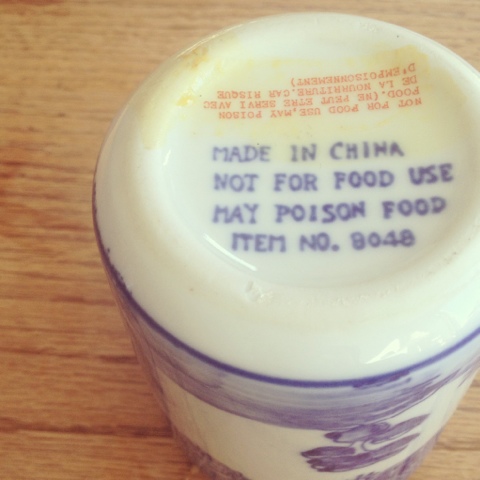 NOT FOR FOOD USE,MAY POISON
FOOD.(NE PEUT ETRE SERVI AVEC
DE LA NOURRITURE.CAR RISQUE
D'EMPOISONNEMENT)
MADE IN CHINA
NOT FOR FOOD USE
MAY POISON FOOD
ITEM NO. 8048